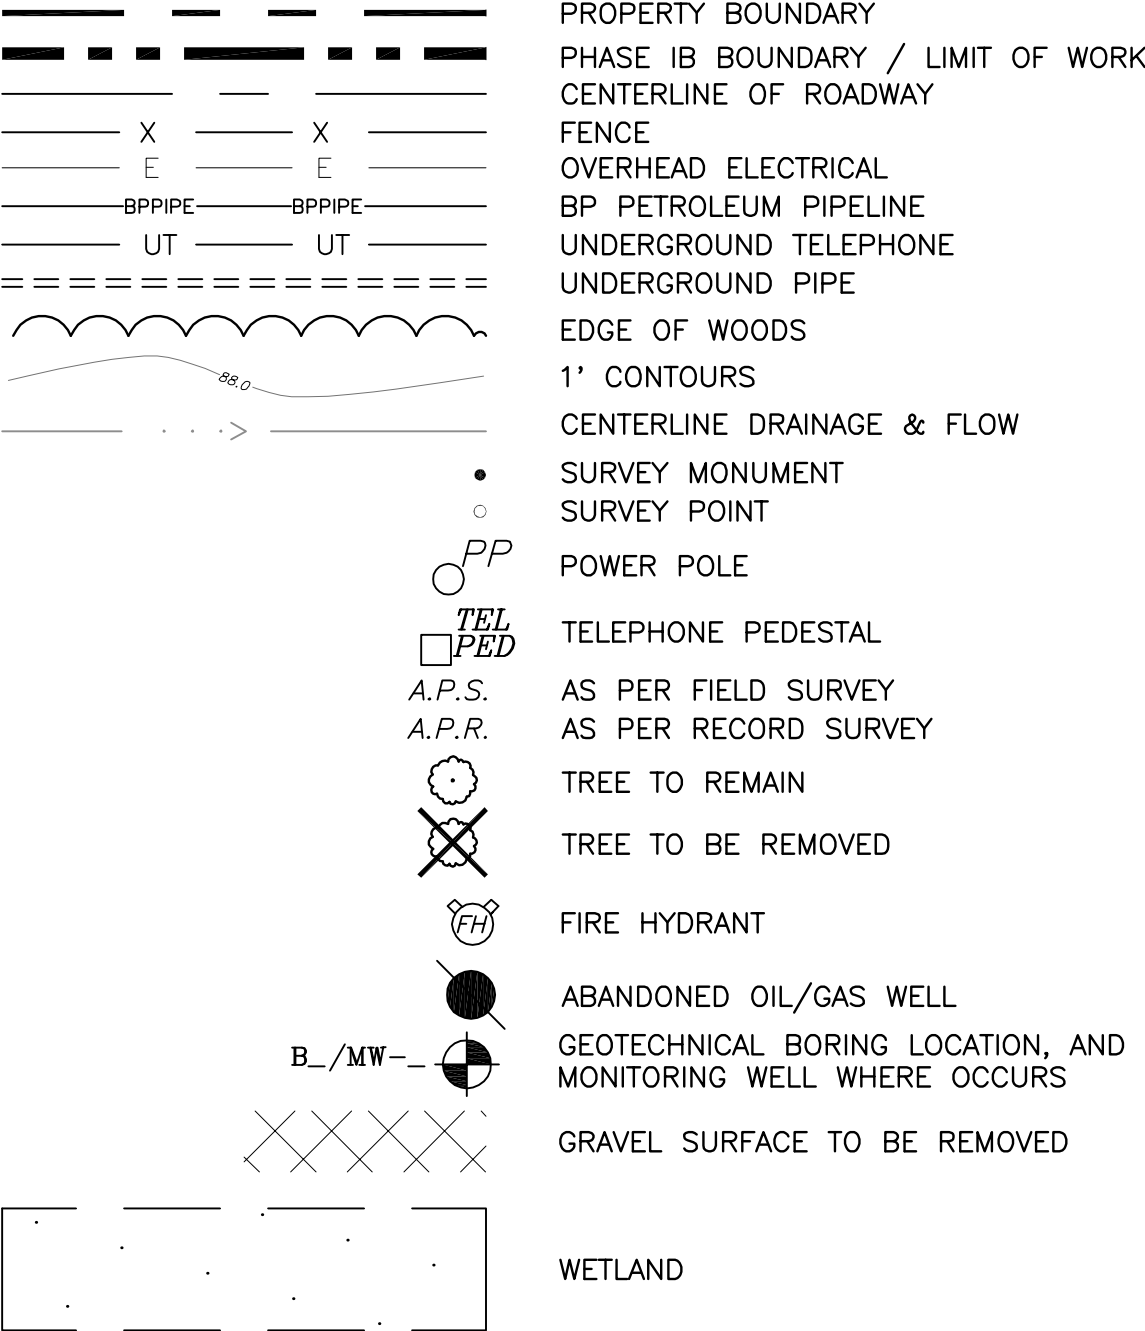 PROPERTY BOUNDARY
PHASE IB BOUNDARY / LIMIT OF WORK
CENTERLINE OF ROADWAY
X X FENCE
E E OVERHEAD ELECTRICAL
BPPIPE BPPIPE BP PETROLEUM PIPELINE
UT UT UNDERGROUND TELEPHONE
UNDERGROUND PIPE
EDGE OF WOODS
88.0 1' CONTOURS
CENTERLINE DRAINAGE & FLOW
SURVEY MONUMENT
SURVEY POINT
PP POWER POLE
TEL
PED TELEPHONE PEDESTAL
A.P.S. AS PER FIELD SURVEY
A.P.R. AS PER RECORD SURVEY
TREE TO REMAIN
TREE TO BE REMOVED
FH FIRE HYDRANT
ABANDONED OIL/GAS WELL
B_/MW-_ GEOTECHNICAL BORING LOCATION, AND
MONITORING WELL WHERE OCCURS
GRAVEL SURFACE TO BE REMOVED
WETLAND